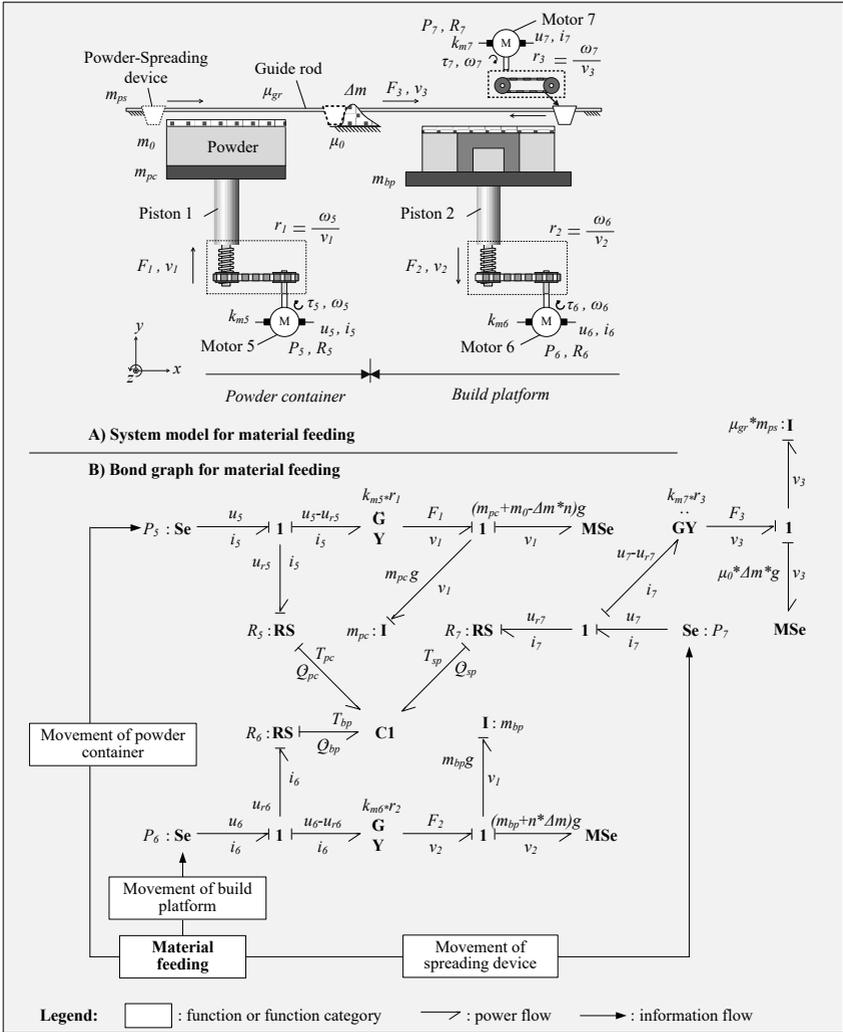 P7 , R7
Motor 7
km7
M
u7, i7
τ7 , ω7
r3 = ω7 / v3
Powder-Spreading
device
Guide rod
mps
μgr
Δm
F3 , v3
m0
Powder
μ0
mpc
mbp
Piston 1
r1 = ω5 / v1
Piston 2
r2 = ω6 / v2
F1 , v1
F2 , v2
τ5 , ω5
τ6 , ω6
km5
M
u5, i5
km6
M
u6, i6
Motor 5
P5 , R5
Motor 6
P6 , R6
y
z
x
Powder container
Build platform
A) System model for material feeding
B) Bond graph for material feeding
μgr*mps : I
v3
P5 : Se
u5
i5
1
u5-ur5
i5
km5*r1
G
Y
F1
v1
1
(mpc+m0-Δm*n)g
v1
MSe
km7* r3
..
GY
F3
v3
1
ur5
i5
mpcg
v1
u7-ur7
i7
μ0*Δm*g
v3
R5 : RS
mpc : I
R7 : RS
ur7
i7
1
u7
i7
Se : P7
MSe
Tpc
Qpc
Tsp
Qsp
Movement of powder
container
R6 : RS
Tbp
Qbp
C1
I : mbp
i6
ur6
mbpg
v1
P6 : Se
u6
i6
1
u6-ur6
i6
km6*r2
G
Y
F2
v2
1
(mbp+n*Δm)g
v2
MSe
Movement of build
platform
Material
feeding
Movement of
spreading device
Legend:
: function or function category
: power flow
: information flow